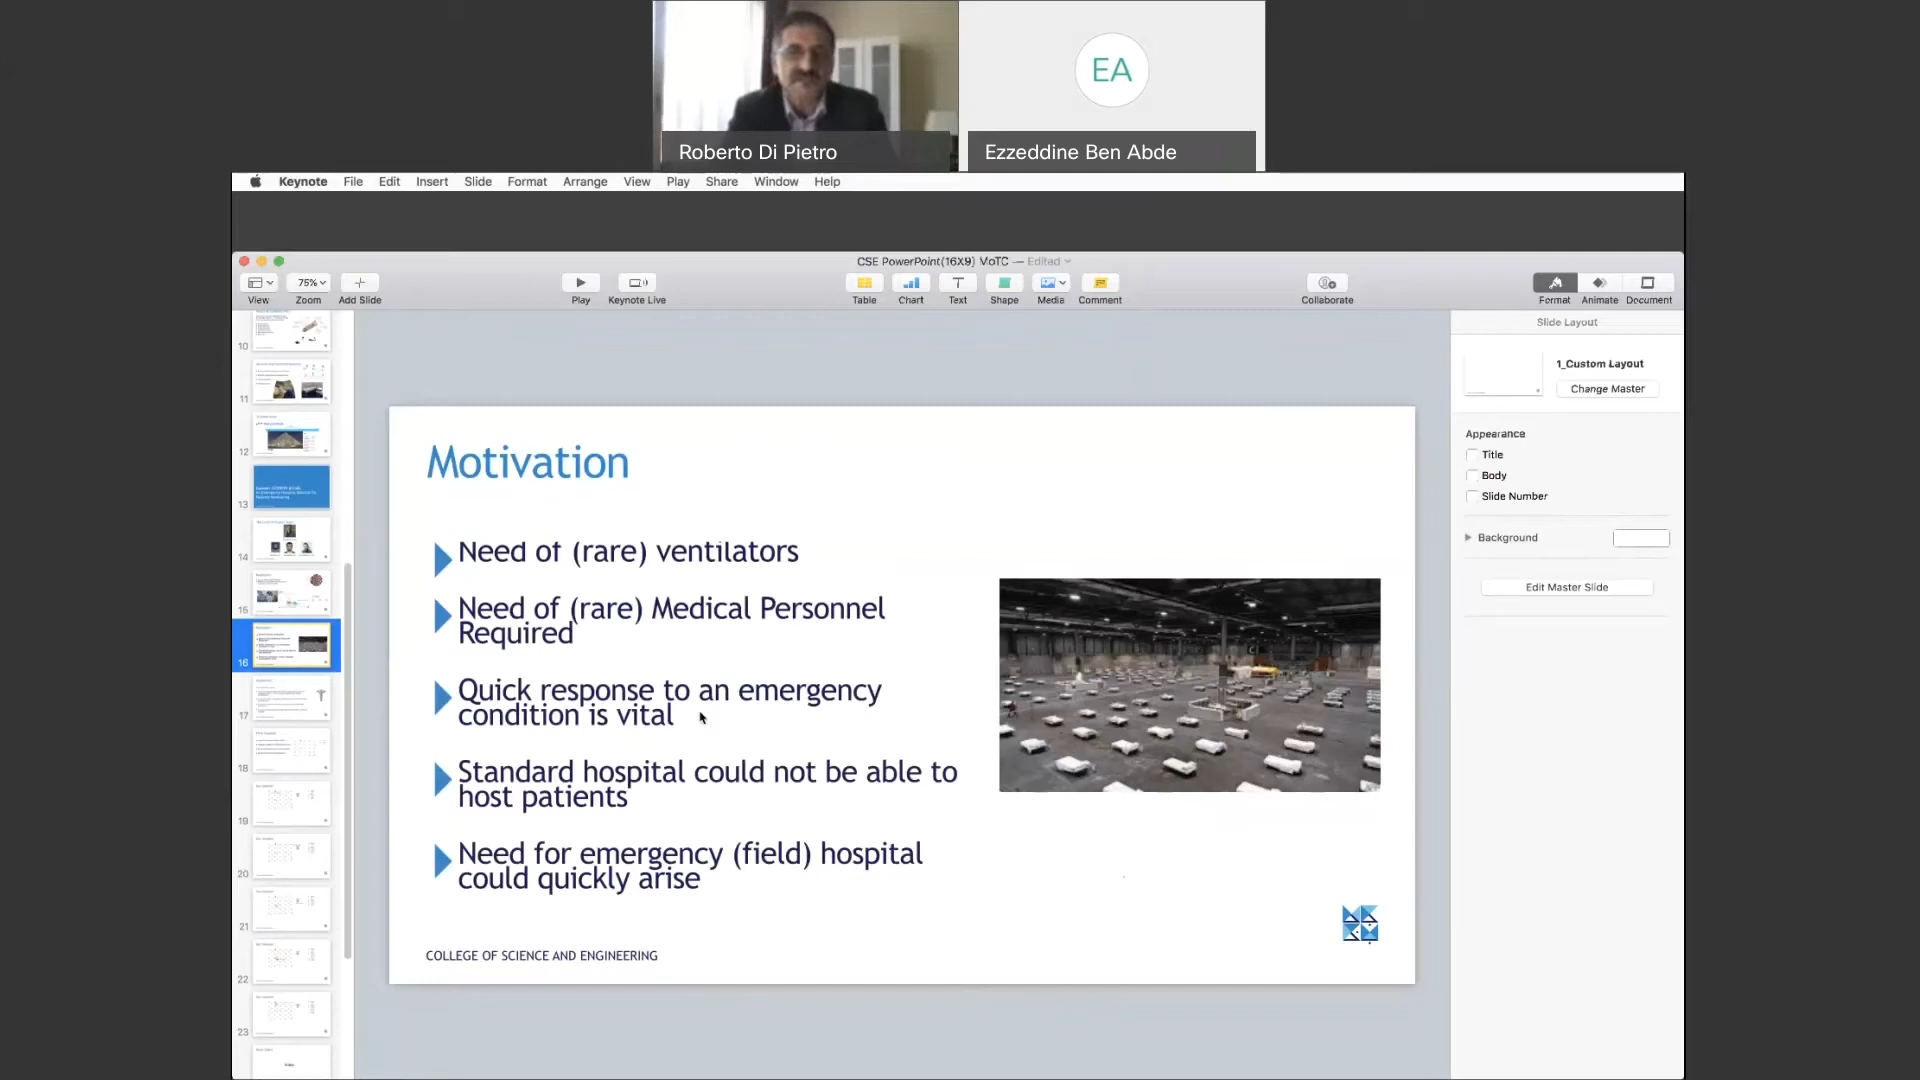 EA
Roberto Di Pietro
Ezzeddine Ben Abde
Keynote File Edit Insert Slide Format Arrange View Play Share Window Help
CSE PowerPoint(16X9) MoTC — Edited
75%
View Zoom Add Slide Play Keynote Live Table Chart Text Shape Media Comment Collaborate Format Animate Document
Slide Layout
1_Custom Layout
Change Master
Appearance
Title
Body
Slide Number
Background
Edit Master Slide
10
11
12
13
14
15
16
17
18
19
20
21
22
23
Motivation
Need of (rare) ventilators
Need of (rare) Medical Personnel
Required
Quick response to an emergency
condition is vital
Standard hospital could not be able to
host patients
Need for emergency (field) hospital
could quickly arise
COLLEGE OF SCIENCE AND ENGINEERING